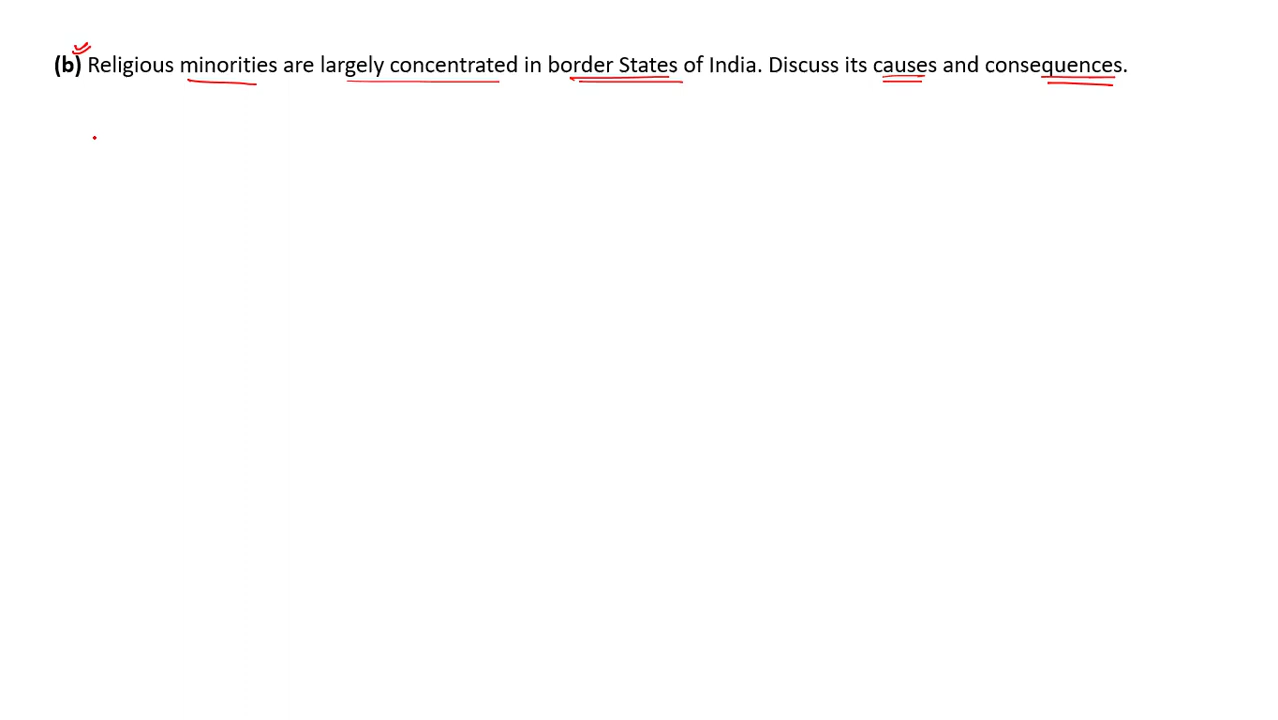 (b) Religious minorities are largely concentrated in border States of India. Discuss its causes and consequences.